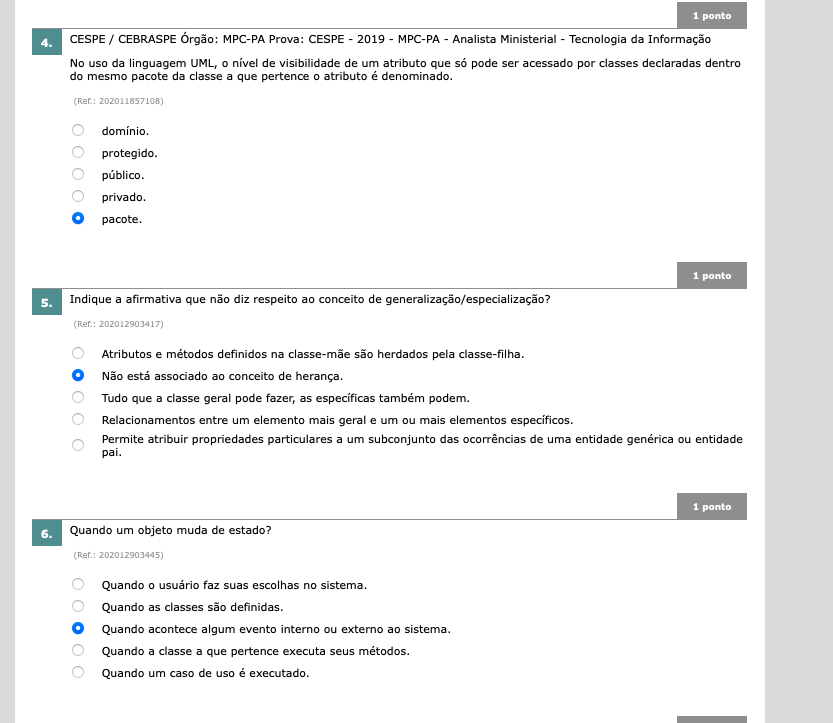 1 ponto
4.
CESPE / CEBRASPE Órgão: MPC-PA Prova: CESPE - 2019 - MPC-PA - Analista Ministerial - Tecnologia da Informação
No uso da linguagem UML, o nível de visibilidade de um atributo que só pode ser acessado por classes declaradas dentro
do mesmo pacote da classe a que pertence o atributo é denominado.
(Ref.: 202011857108)
domínio.
protegido.
público.
privado.
pacote.
1 ponto
5.
Indique a afirmativa que não diz respeito ao conceito de generalização/especialização?
(Ref.: 202012903417)
Atributos e métodos definidos na classe-mãe são herdados pela classe-filha.
Não está associado ao conceito de herança.
Tudo que a classe geral pode fazer, as específicas também podem.
Relacionamentos entre um elemento mais geral e um ou mais elementos específicos.
Permite atribuir propriedades particulares a um subconjunto das ocorrências de uma entidade genérica ou entidade
pai.
1 ponto
6.
Quando um objeto muda de estado?
(Ref.: 202012903445)
Quando o usuário faz suas escolhas no sistema.
Quando as classes são definidas.
Quando acontece algum evento interno ou externo ao sistema.
Quando a classe a que pertence executa seus métodos.
Quando um caso de uso é executado.